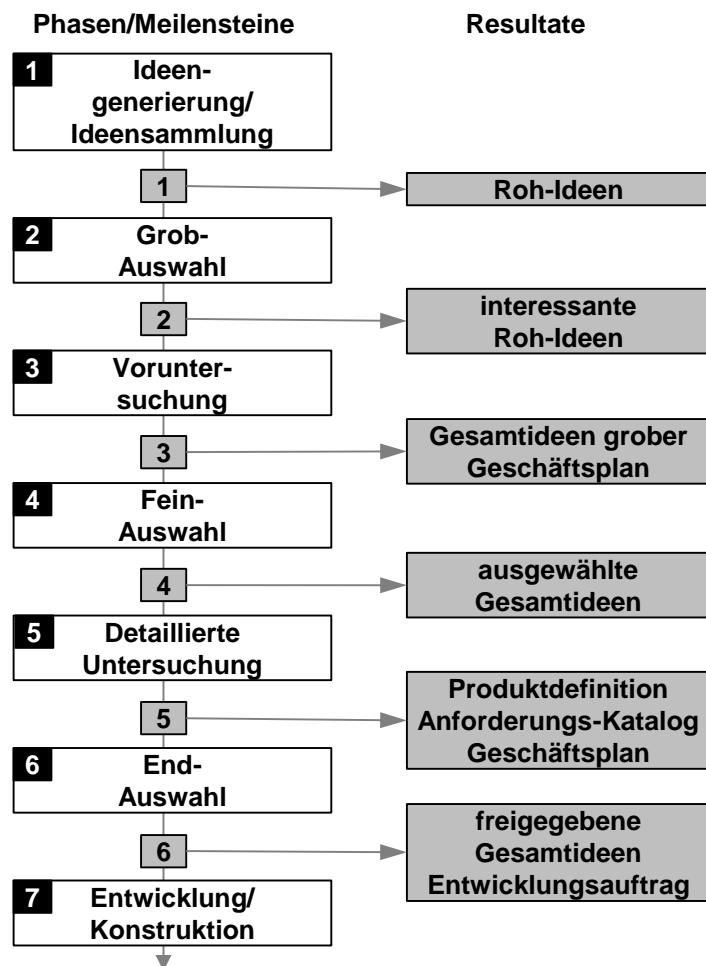 Phasen/Meilensteine Resultate
1 Ideen-
generierung/
Ideensammlung
1 Roh-Ideen
2 Grob-
Auswahl
2 interessante
Roh-Ideen
3 Vorunter-
suchung
3 Gesamtideen grober
Geschäftsplan
4 Fein-
Auswahl
4 ausgewählte
Gesamtideen
5 Detaillierte
Untersuchung
5 Produktdefinition
Anforderungs-Katalog
Geschäftsplan
6 End-
Auswahl
6 freigegebene
Gesamtideen
Entwicklungsauftrag
7 Entwicklung/
Konstruktion